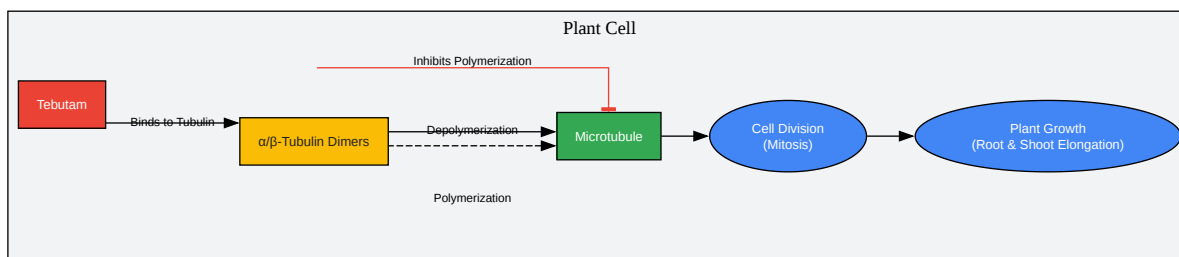 Plant Cell
Inhibits Polymerization
Tebutam
Binds to Tubulin
α/β-Tubulin Dimers
Depolymerization
Polymerization
Microtubule
Cell Division
(Mitosis)
Plant Growth
(Root & Shoot Elongation)